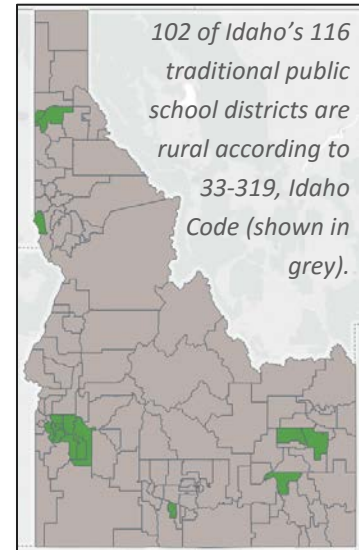 102 of Idaho’s 116
traditional public
school districts are
rural according to
33-319, Idaho
Code (shown in
grey).